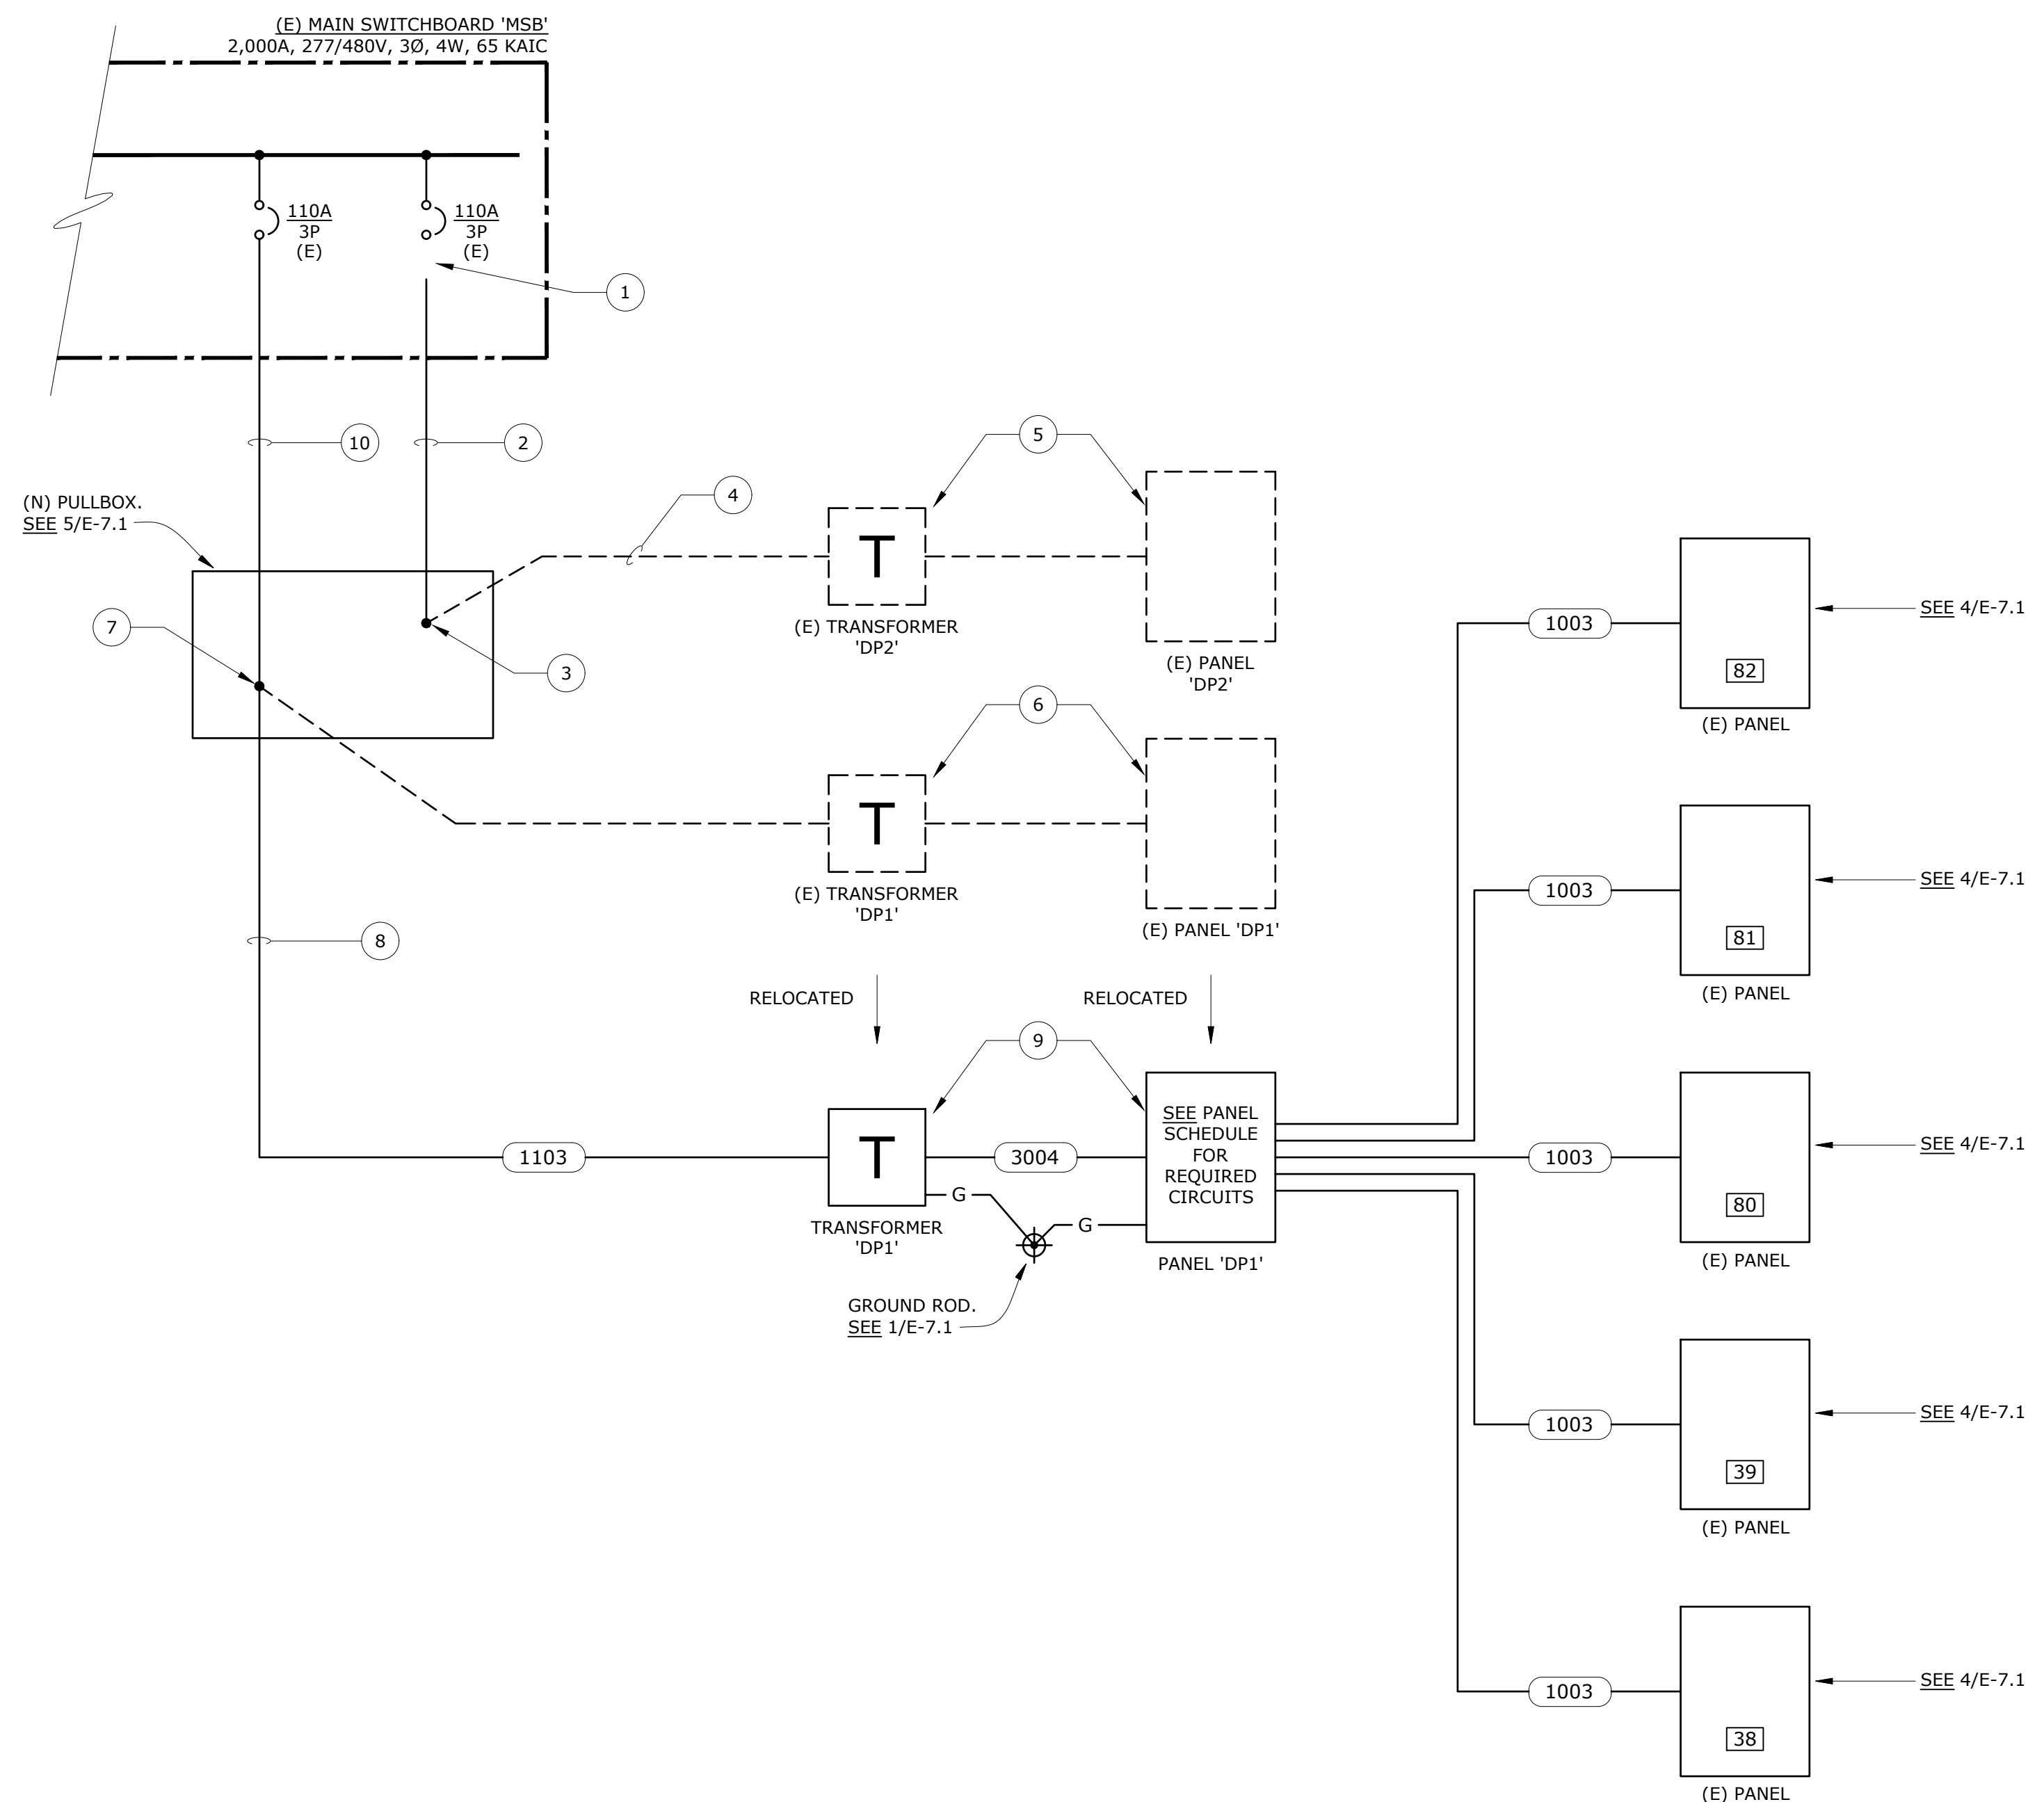 (E) MAIN SWITCHBOARD 'MSB'
2,000A, 277/480V, 3Ø, 4W, 65 KAIC
110A
3P
(E)
110A
3P
(E)
1
10
2
(N) PULLBOX.
SEE 5/E-7.1
4
5
T
(E) TRANSFORMER
'DP2'
(E) PANEL
'DP2'
7
3
6
T
(E) TRANSFORMER
'DP1'
(E) PANEL 'DP1'
8
RELOCATED
RELOCATED
9
1103
T
3004
SEE PANEL
SCHEDULE
FOR
REQUIRED
CIRCUITS
G
G
TRANSFORMER
'DP1'
PANEL 'DP1'
GROUND ROD.
SEE 1/E-7.1
1003
82
(E) PANEL
SEE 4/E-7.1
1003
81
(E) PANEL
SEE 4/E-7.1
1003
80
(E) PANEL
SEE 4/E-7.1
1003
39
(E) PANEL
SEE 4/E-7.1
1003
38
(E) PANEL
SEE 4/E-7.1